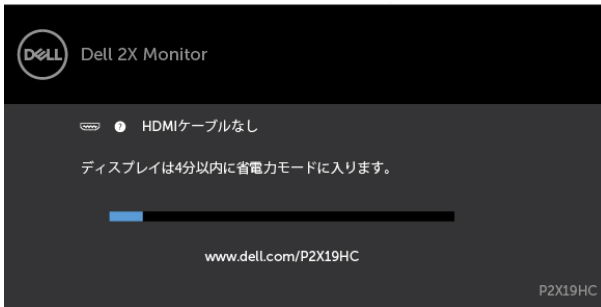 DELL
Dell 2X Monitor
? HDMIケーブルなし
ディスプレイは4分以内に省電力モードに入ります。
www.dell.com/P2X19HC
P2X19HC